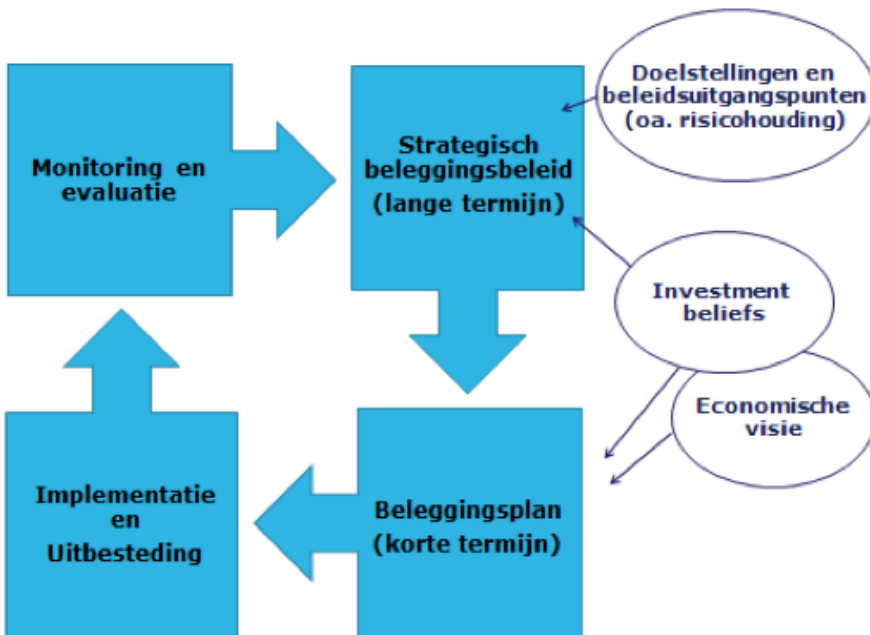 Monitoring en
evaluatie
Strategisch
beleggingsbeleid
(lange termijn)
Doelstellingen en
beleidsuitgangspunten
(oa. risicohouding)
Investment
beliefs
Economische
visie
Implementatie
en
Uitbesteding
Beleggingsplan
(korte termijn)